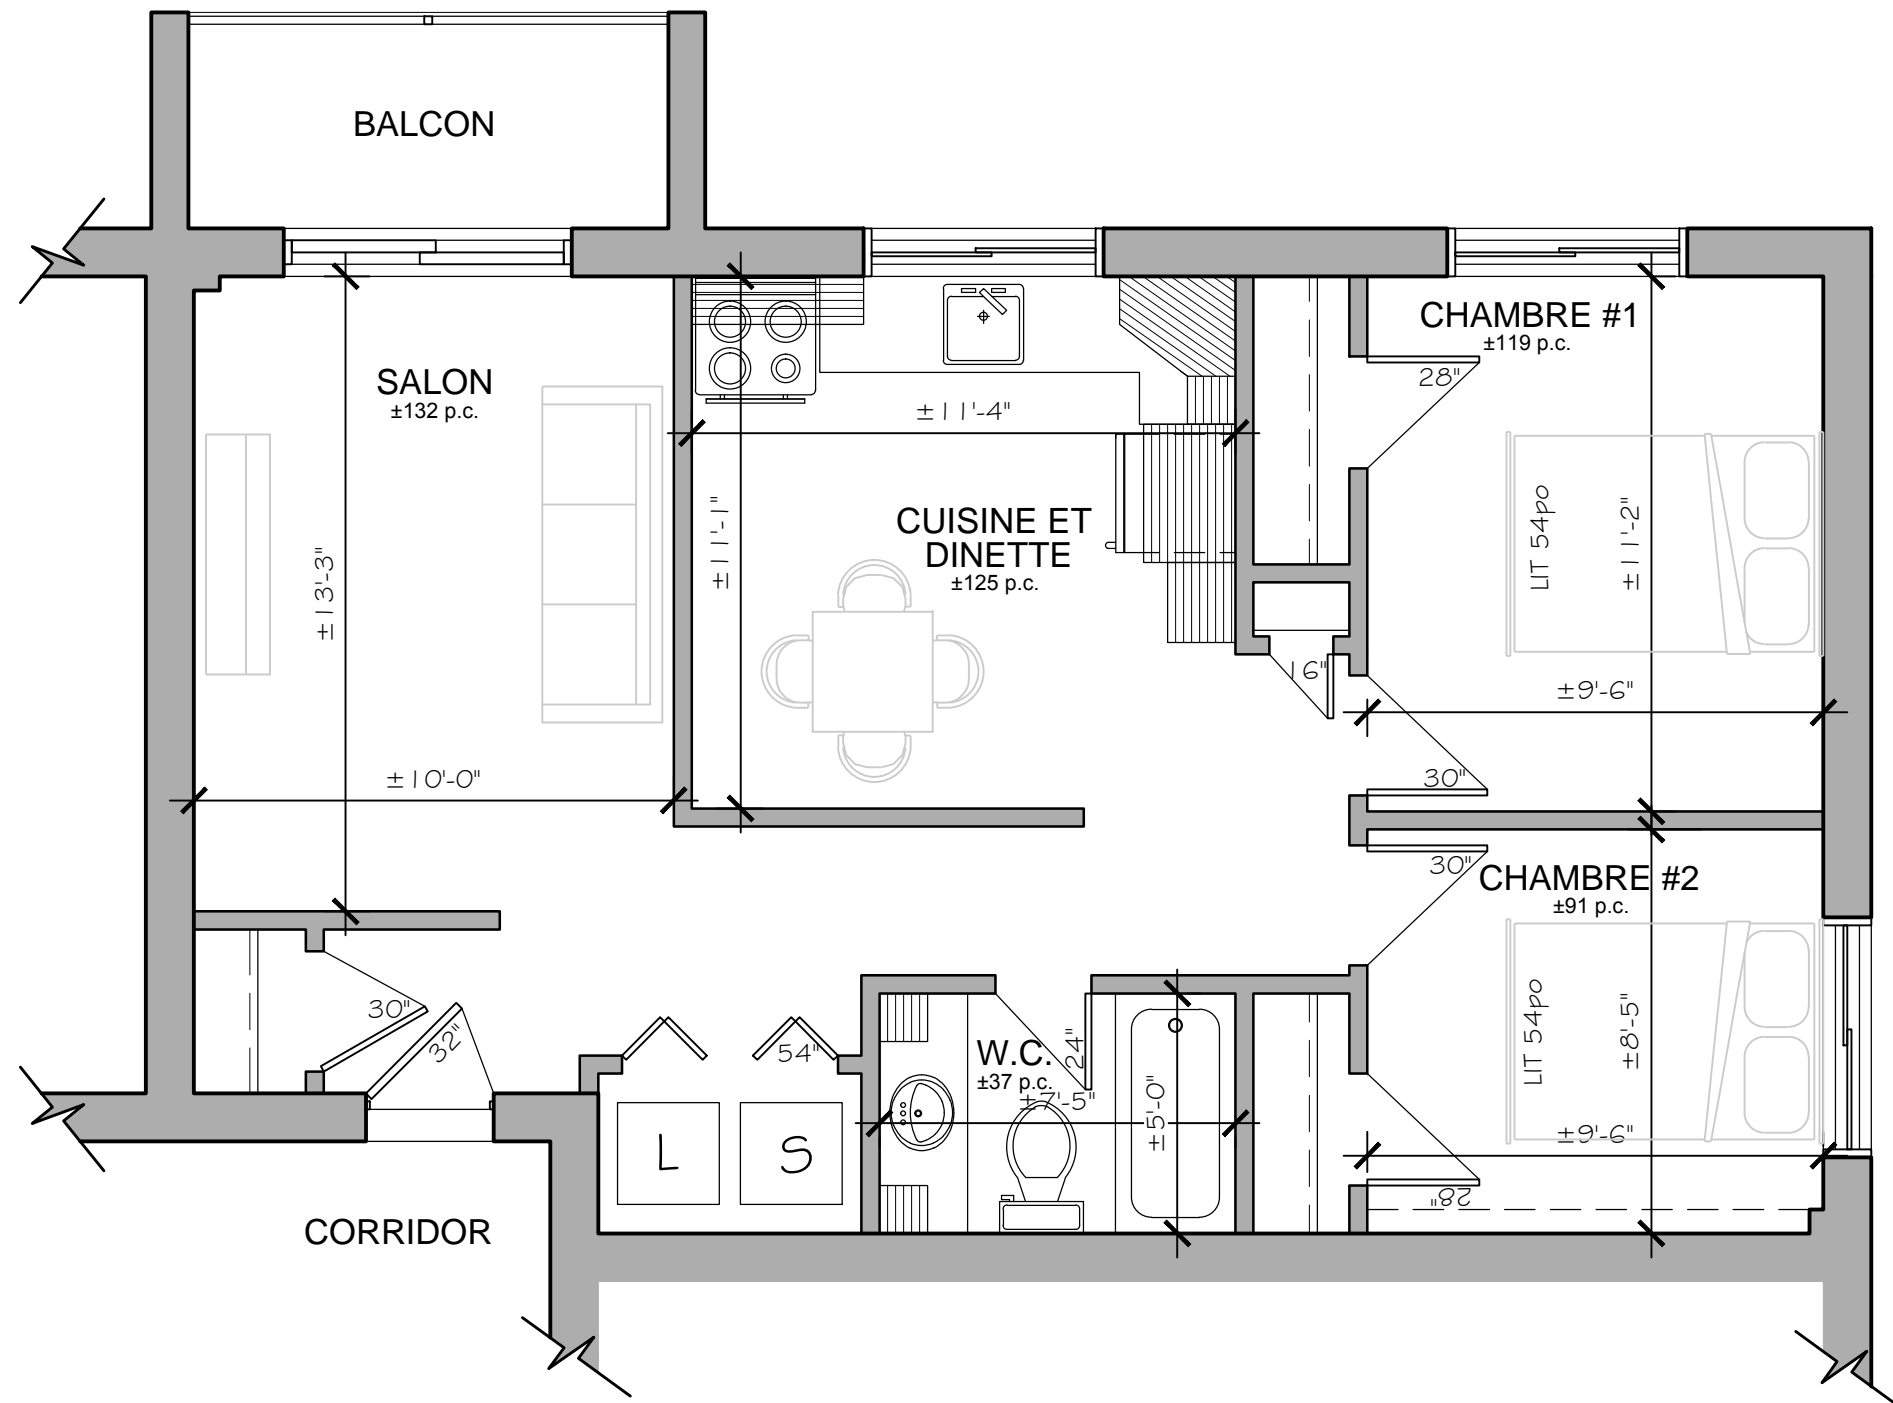 BALCON
SALON
±132 p.c.
±13'-3"
±10'-0"
±11'-4"
±11'-1"
CUISINE ET
DINETTE
±125 p.c.
16"
CHAMBRE #1
±119 p.c.
28"
LIT 54po
±11'-2"
±9'-6"
30"
30"
CHAMBRE #2
±91 p.c.
LIT 54po
±8'-5"
±9'-6"
28"
30"
32"
54"
L
S
W.C.
±37 p.c.
±7'-5"
24"
±5'-0"
CORRIDOR